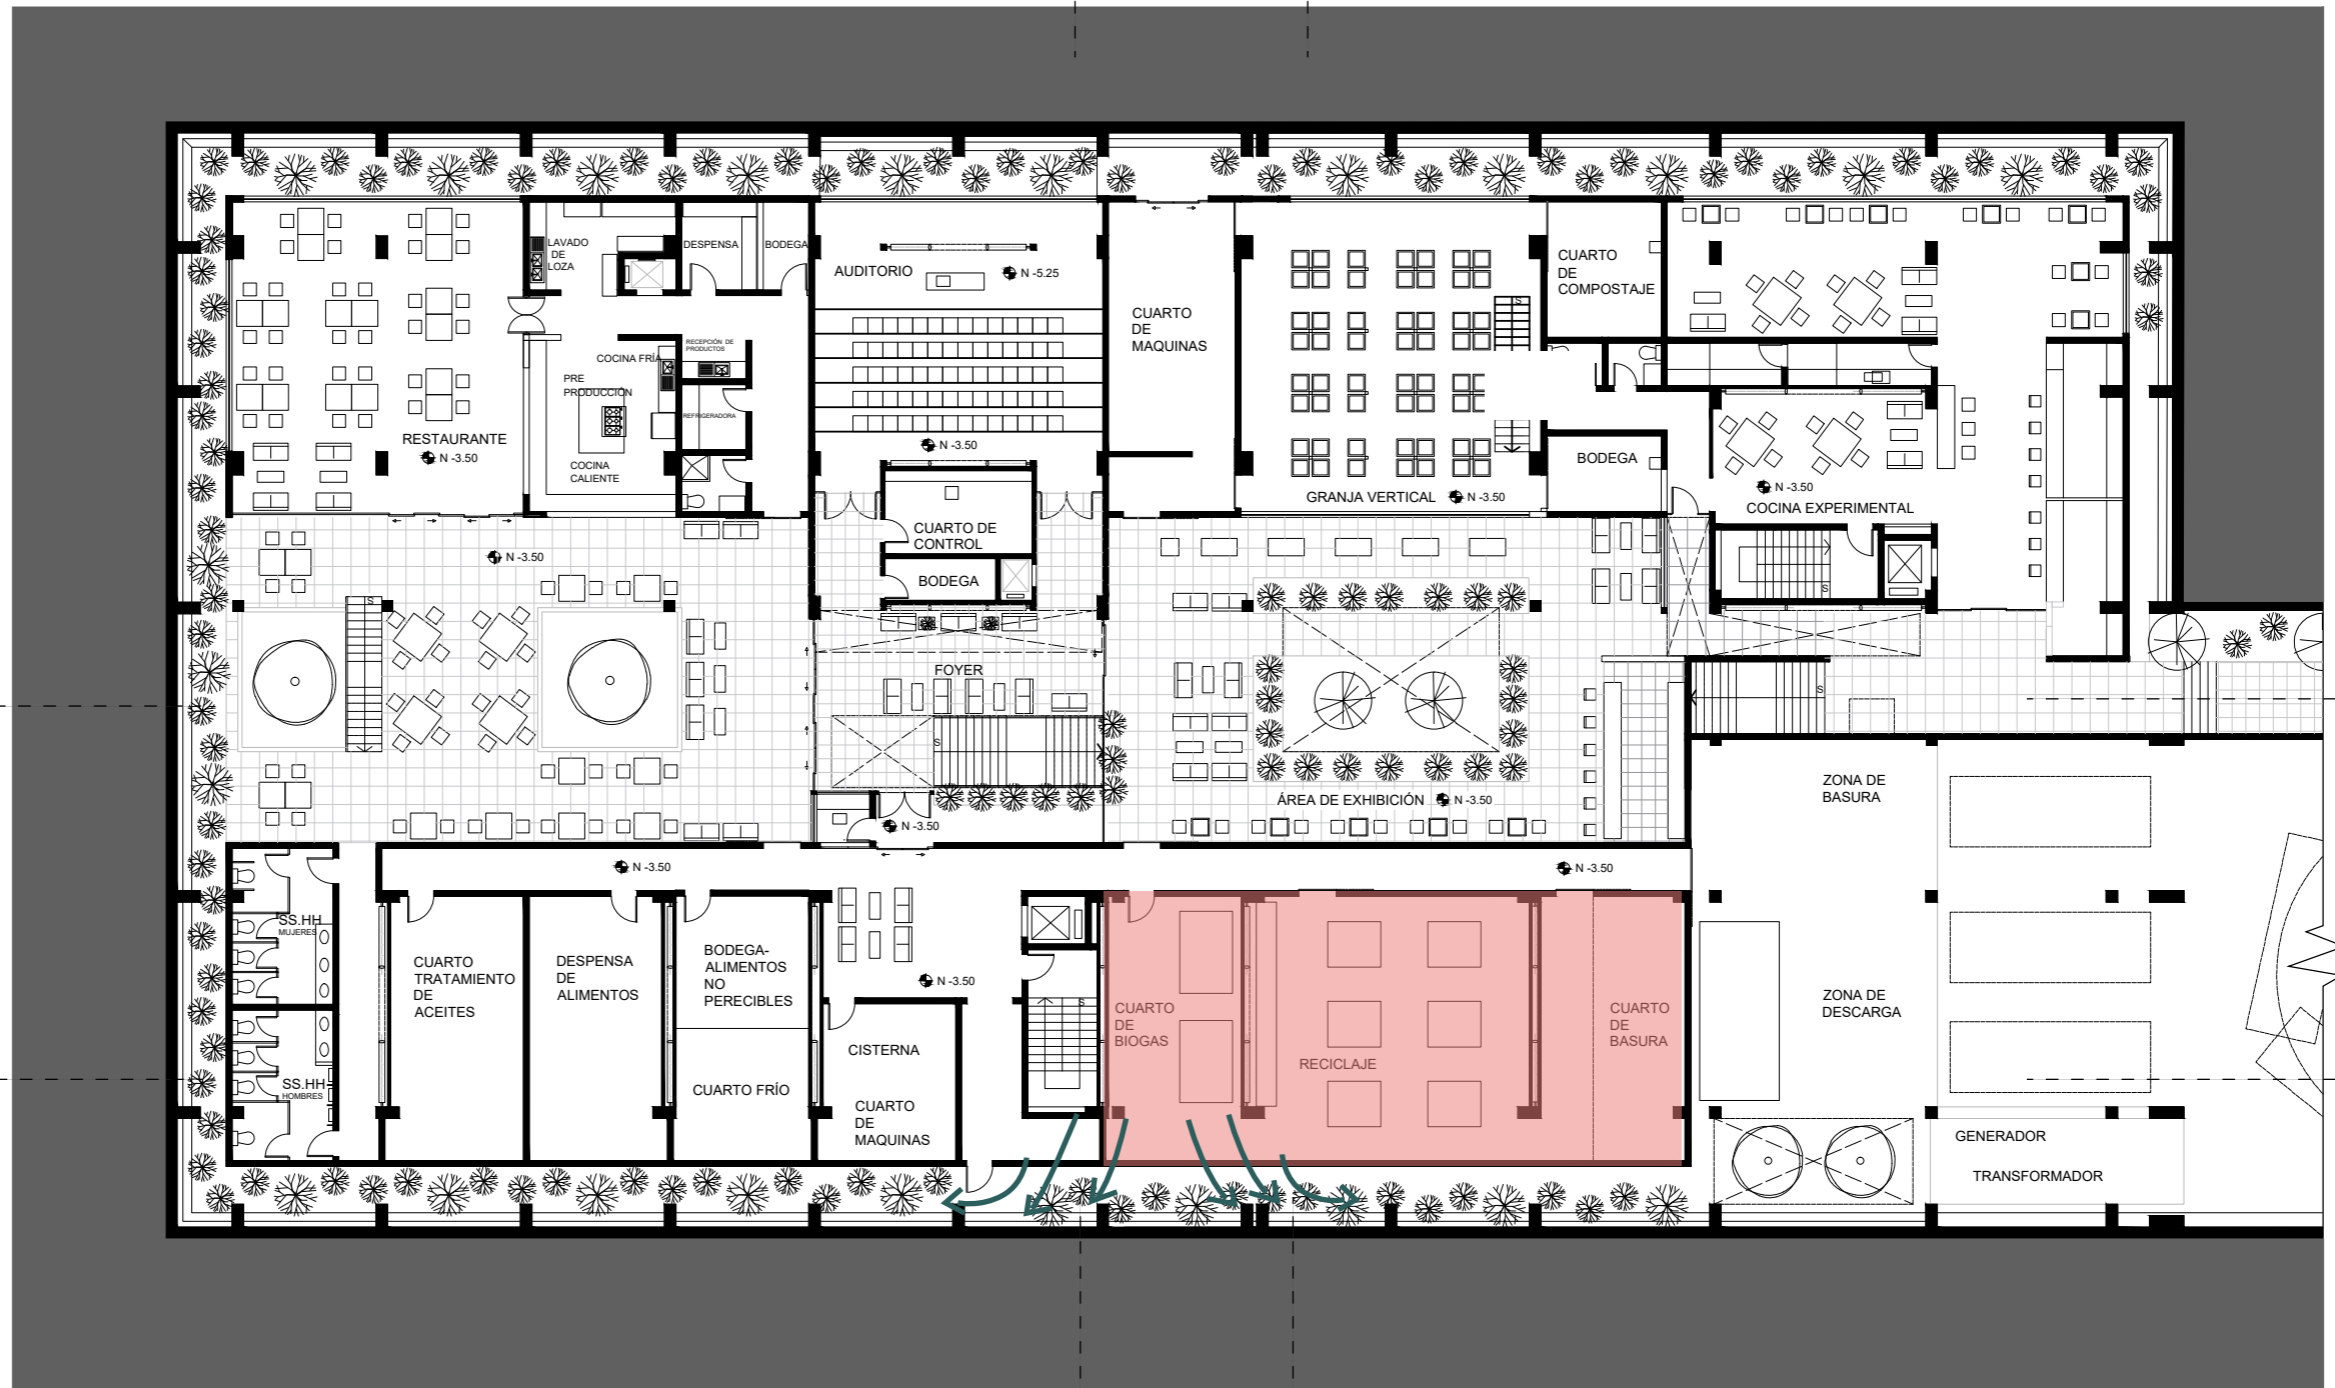 LAVADO
DE
LOZA
DESPENSA
BODEGA
AUDITORIO
N -5.25
CUARTO
DE
MAQUINAS
S
CUARTO
DE
COMPOSTAJE
RECEPCIÓN DE
PRODUCTOS
COCINA FRÍA
PRE
PRODUCCIÓN
REFRIGERADORA
RESTAURANTE
N -3.50
COCINA
CALIENTE
N -3.50
BODEGA
GRANJA VERTICAL
N -3.50
N -3.50
COCINA EXPERIMENTAL
CUARTO DE
CONTROL
N -3.50
BODEGA
S
S
FOYER
S
S
ZONA DE
BASURA
ÁREA DE EXHIBICIÓN
N -3.50
N -3.50
N -3.50
N -3.50
SS.HH
MUJERES
CUARTO
TRATAMIENTO
DE
ACEITES
DESPENSA
DE
ALIMENTOS
BODEGA-
ALIMENTOS
NO
PERECIBLES
N -3.50
S
CUARTO
DE
BIOGAS
RECICLAJE
CUARTO
DE
BASURA
ZONA DE
DESCARGA
CISTERNA
SS.HH
HOMBRES
CUARTO FRÍO
CUARTO
DE
MAQUINAS
GENERADOR
TRANSFORMADOR